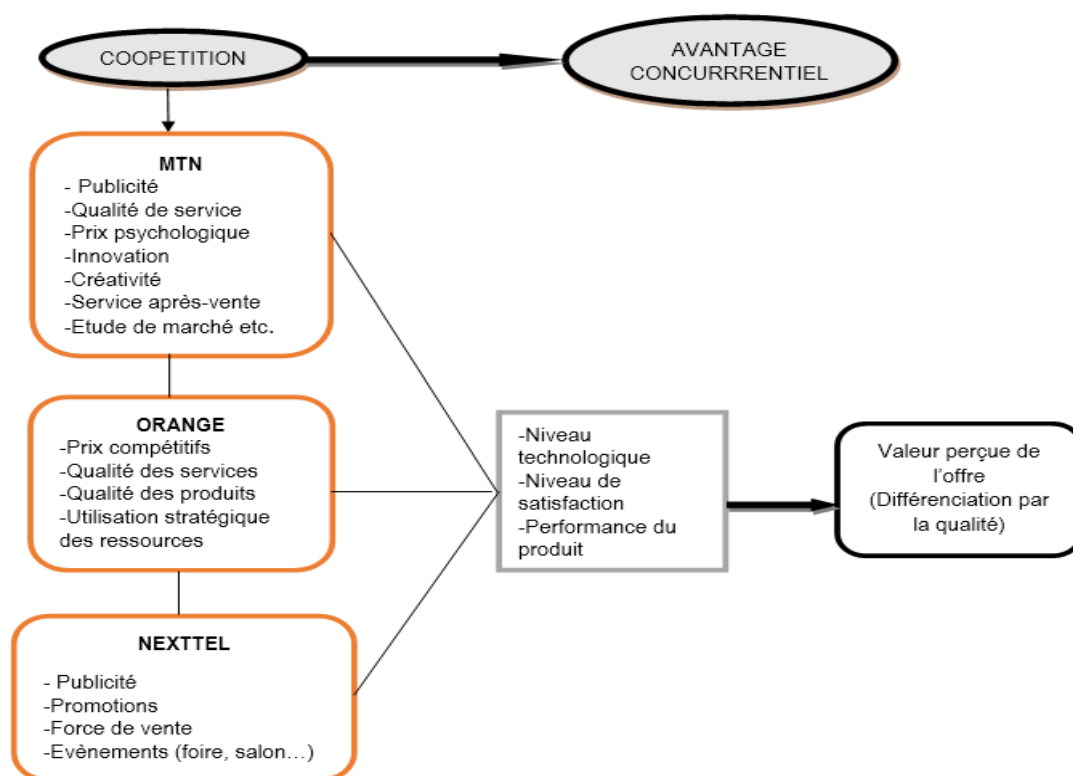 COOPETITION
AVANTAGE
CONCURRRENTIEL
MTN
- Publicité
-Qualité de service
-Prix psychologique
-Innovation
-Créativité
-Service après-vente
-Etude de marché etc.
ORANGE
-Prix compétitifs
-Qualité des services
-Qualité des produits
-Utilisation stratégique
des ressources
NEXTTEL
- Publicité
-Promotions
-Force de vente
-Evènements (foire, salon…)
-Niveau
technologique
-Niveau de
satisfaction
-Performance du
produit
Valeur perçue de
l’offre
(Différenciation par
la qualité)